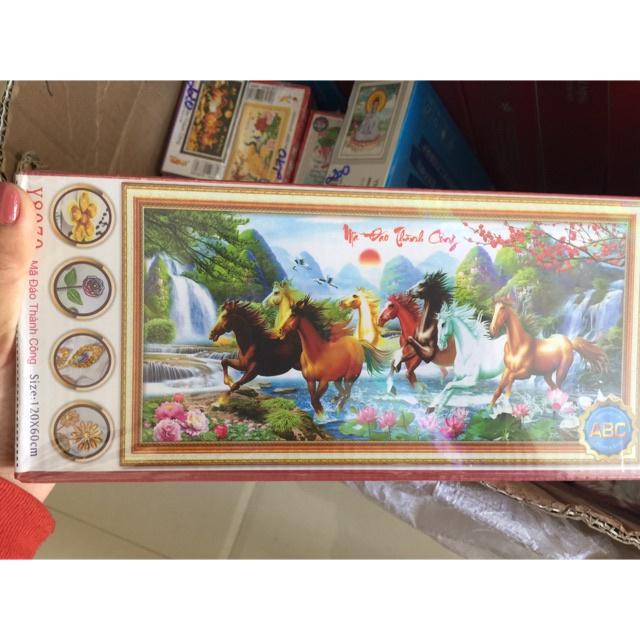 Mã Đáo Thành Công
Mã Đáo Thành Công
Size:120X60cm
ABC